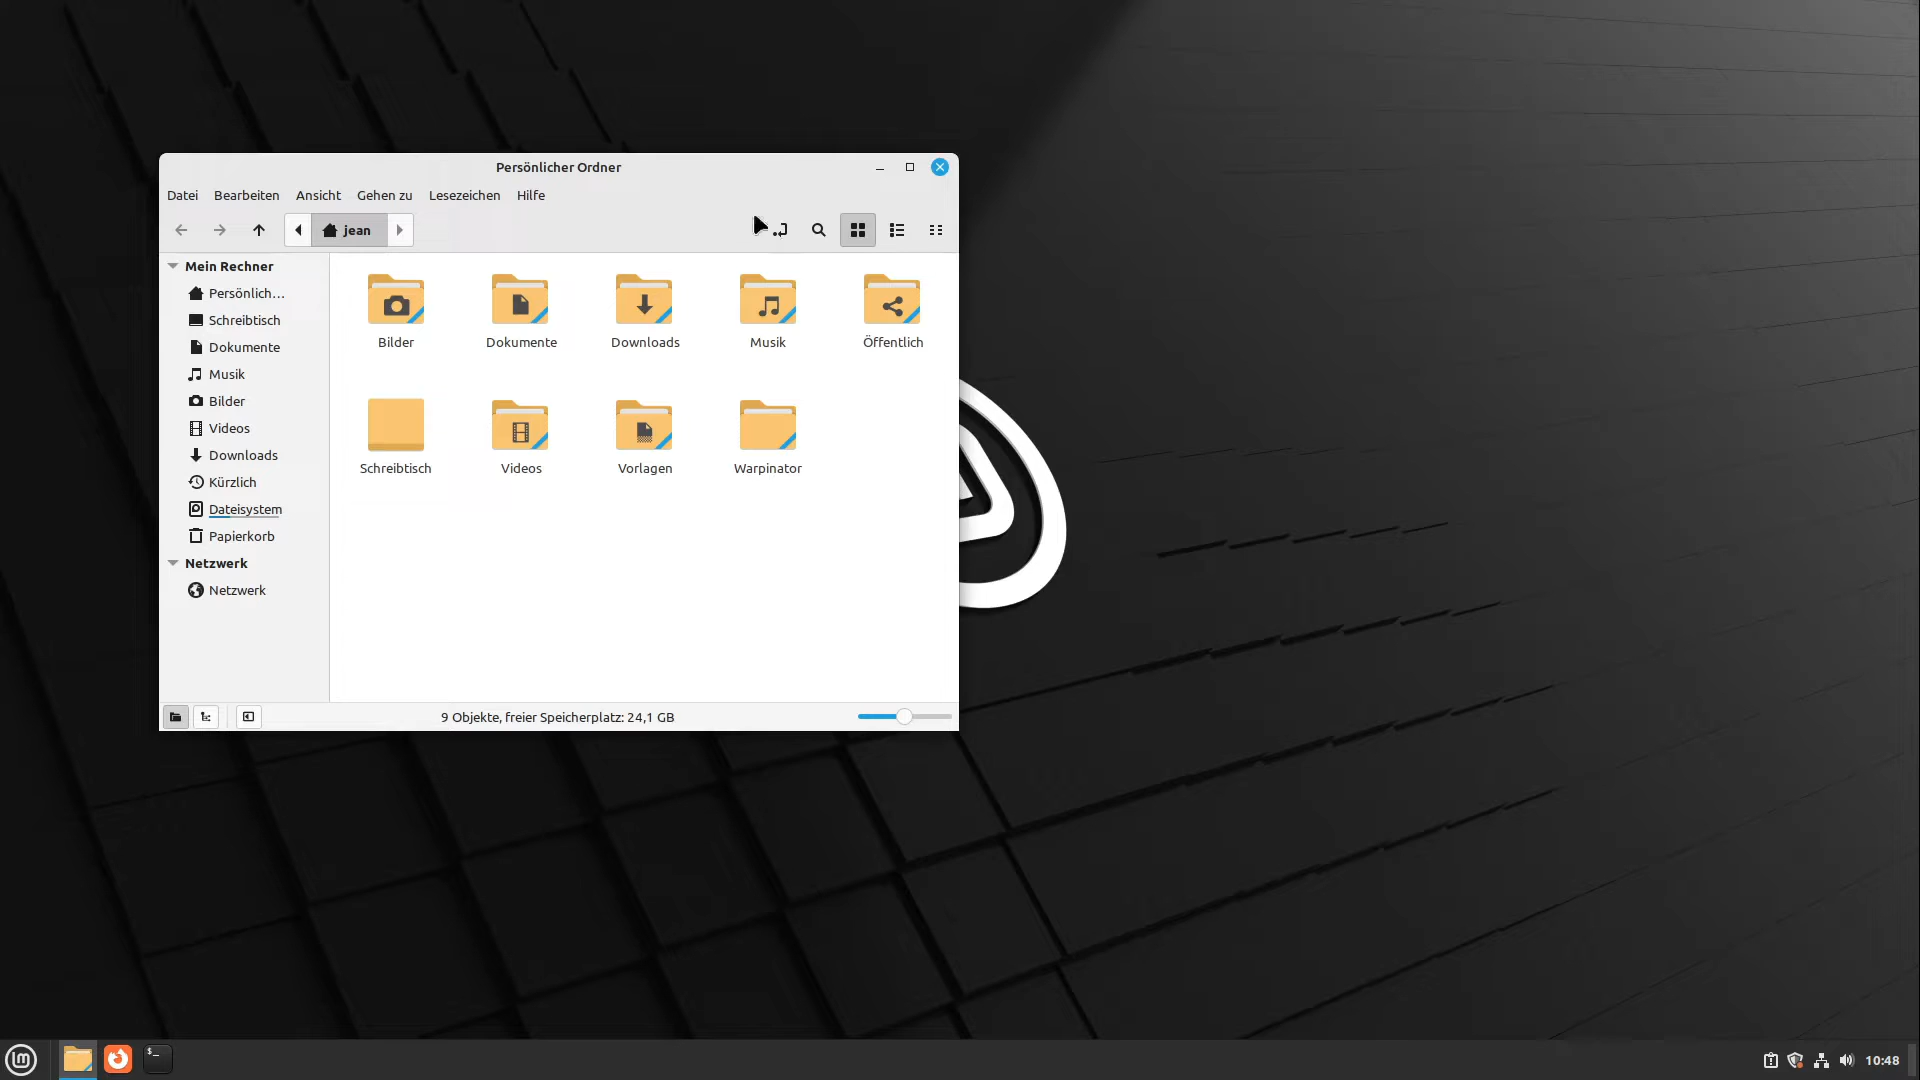 Persönlicher Ordner
Datei Bearbeiten Ansicht Gehen zu Lesezeichen Hilfe
jean
Mein Rechner
Persönlich…
Schreibtisch
Dokumente
Musik
Bilder
Videos
Downloads
Kürzlich
Dateisystem
Papierkorb
Netzwerk
Netzwerk
Bilder Dokumente Downloads Musik Öffentlich
Schreibtisch Videos Vorlagen Warpinator
9 Objekte, freier Speicherplatz: 24,1 GB
10:48